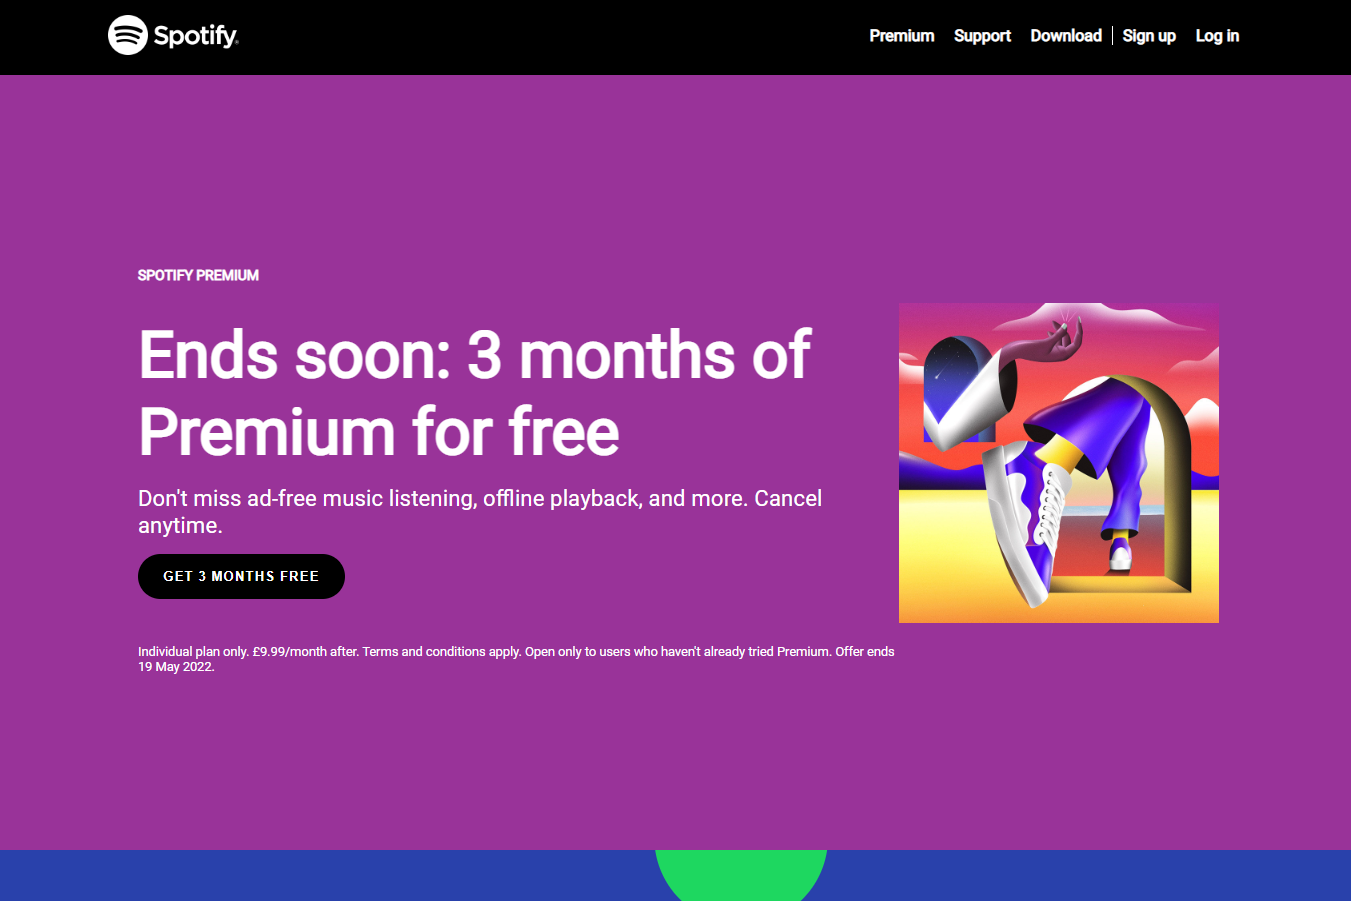 Spotify®
Premium Support Download Sign up Log in
SPOTIFY PREMIUM
Ends soon: 3 months of
Premium for free
Don't miss ad-free music listening, offline playback, and more. Cancel
anytime.
GET 3 MONTHS FREE
Individual plan only. £9.99/month after. Terms and conditions apply. Open only to users who haven't already tried Premium. Offer ends
19 May 2022.